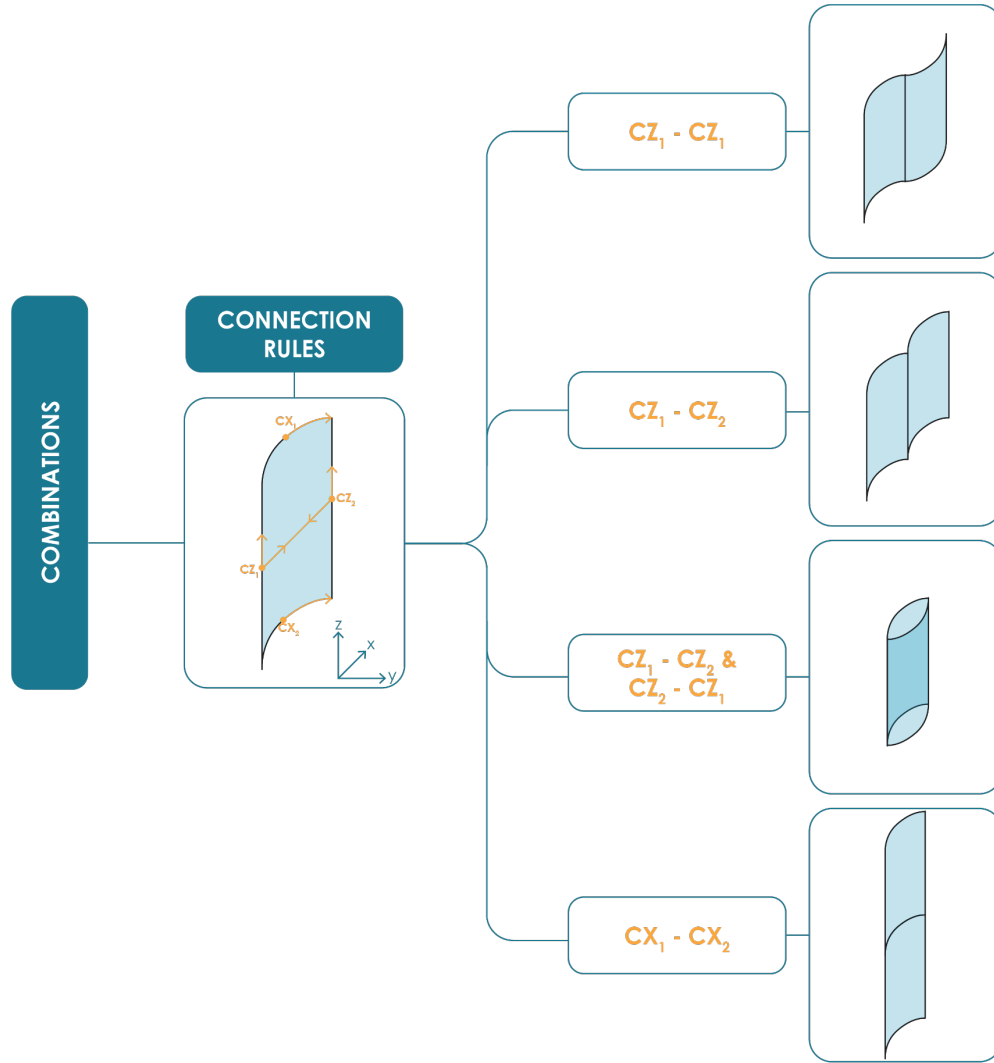 COMBINATIONS
CONNECTION
RULES
CX₁
CZ₂
CZ₁
CX₂
z
x
y
CZ₁ - CZ₁
CZ₁ - CZ₂
CZ₁ - CZ₂ &
CZ₂ - CZ₁
CX₁ - CX₂